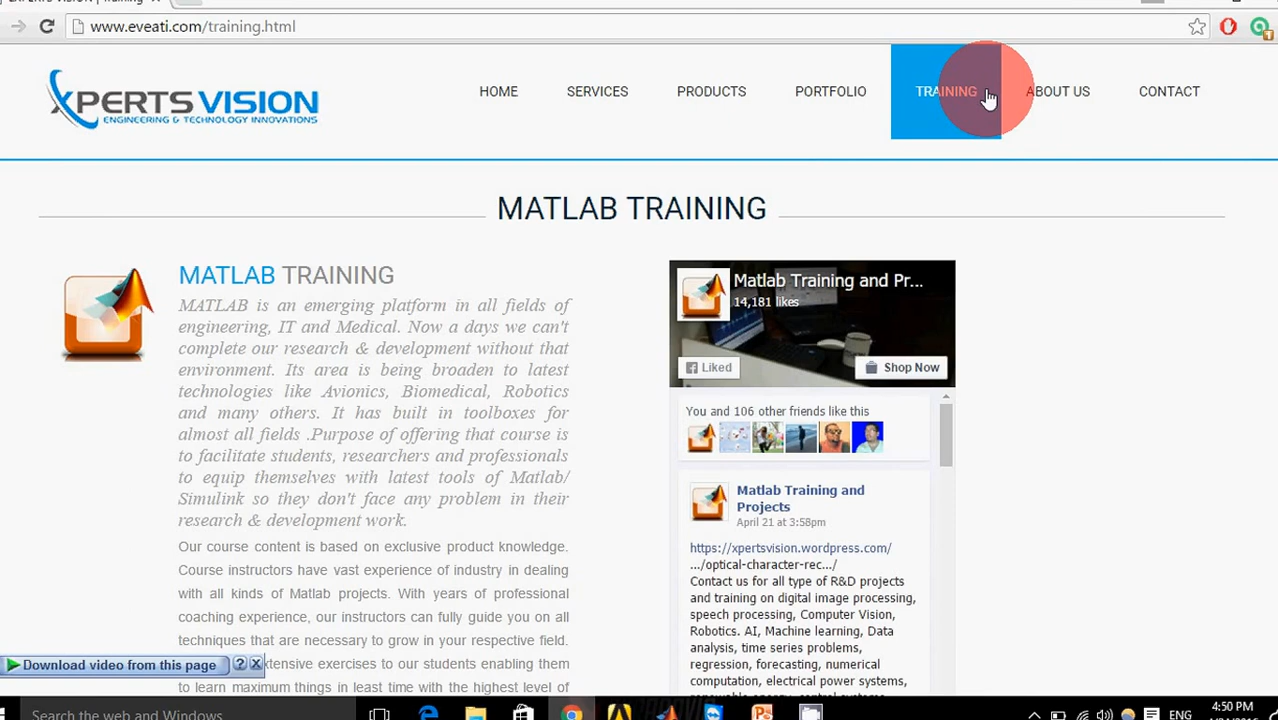 www.eveati.com/training.html
XPERTS VISION
ENGINEERING & TECHNOLOGY INNOVATIONS
HOME SERVICES PRODUCTS PORTFOLIO TRAINING ABOUT US CONTACT
MATLAB TRAINING
MATLAB TRAINING
MATLAB is an emerging platform in all fields of
engineering, IT and Medical. Now a days we can't
complete our research & development without that
environment. Its area is being broaden to latest
technologies like Avionics, Biomedical, Robotics
and many others. It has built in toolboxes for
almost all fields .Purpose of offering that course is
to facilitate students, researchers and professionals
to equip themselves with latest tools of Matlab/
Simulink so they don't face any problem in their
research & development work.
Our course content is based on exclusive product knowledge.
Course instructors have vast experience of industry in dealing
with all kinds of Matlab projects. With years of professional
coaching experience, our instructors can fully guide you on all
techniques that are necessary to grow in your respective field.
extensive exercises to our students enabling them
to learn maximum things in least time with the highest level of
Matlab Training and Pr...
14,181 likes
Liked
Shop Now
You and 106 other friends like this
Matlab Training and
Projects
April 21 at 3:58pm
https://xpertsvision.wordpress.com/
.../optical-character-rec.../
Contact us for all type of R&D projects
and training on digital image processing,
speech processing, Computer Vision,
Robotics. AI, Machine learning, Data
analysis, time series problems,
regression, forecasting, numerical
computation, electrical power systems,
Download video from this page ?
Search the web and Windows
ENG
4:50 PM